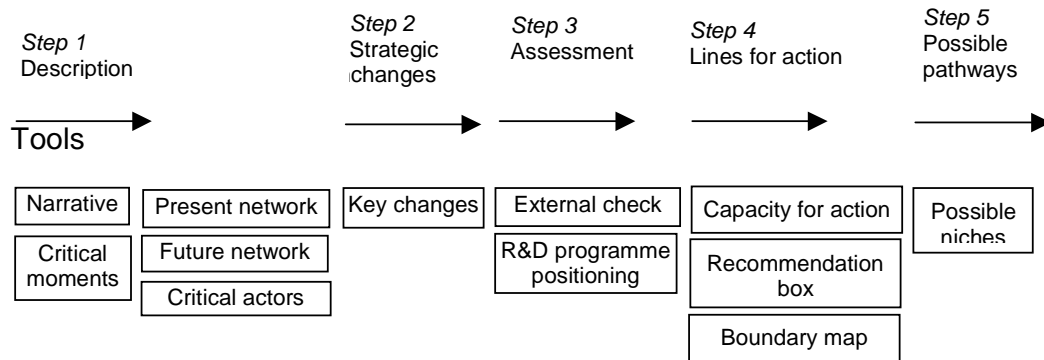 Step 1
Description
Step 2
Strategic
changes
Step 3
Assessment
Step 4
Lines for action
Step 5
Possible
pathways
Tools
Narrative
Critical
moments
Present network
Future network
Critical actors
Key changes
External check
R&D programme
positioning
Capacity for action
Recommendation
box
Boundary map
Possible
niches